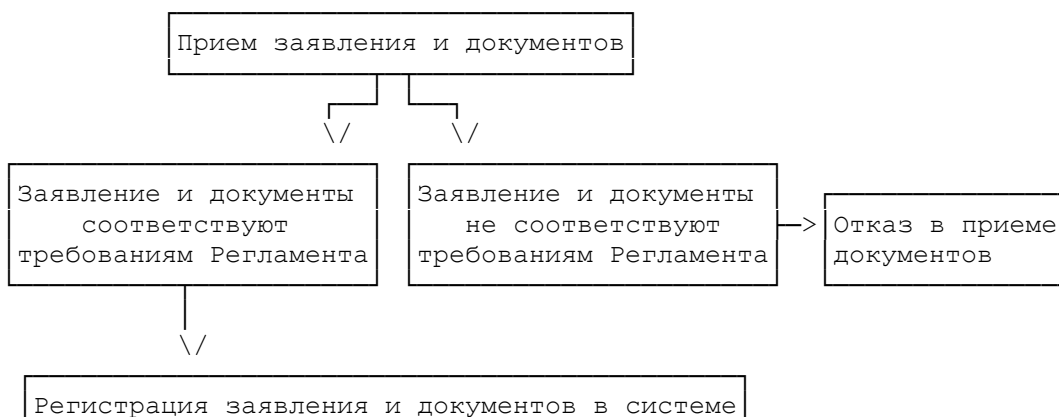 Прием заявления и документов
Заявление и документы
соответствуют
требованиям Регламента
Заявление и документы
не соответствуют
требованиям Регламента
Отказ в приеме
документов
Регистрация заявления и документов в системе